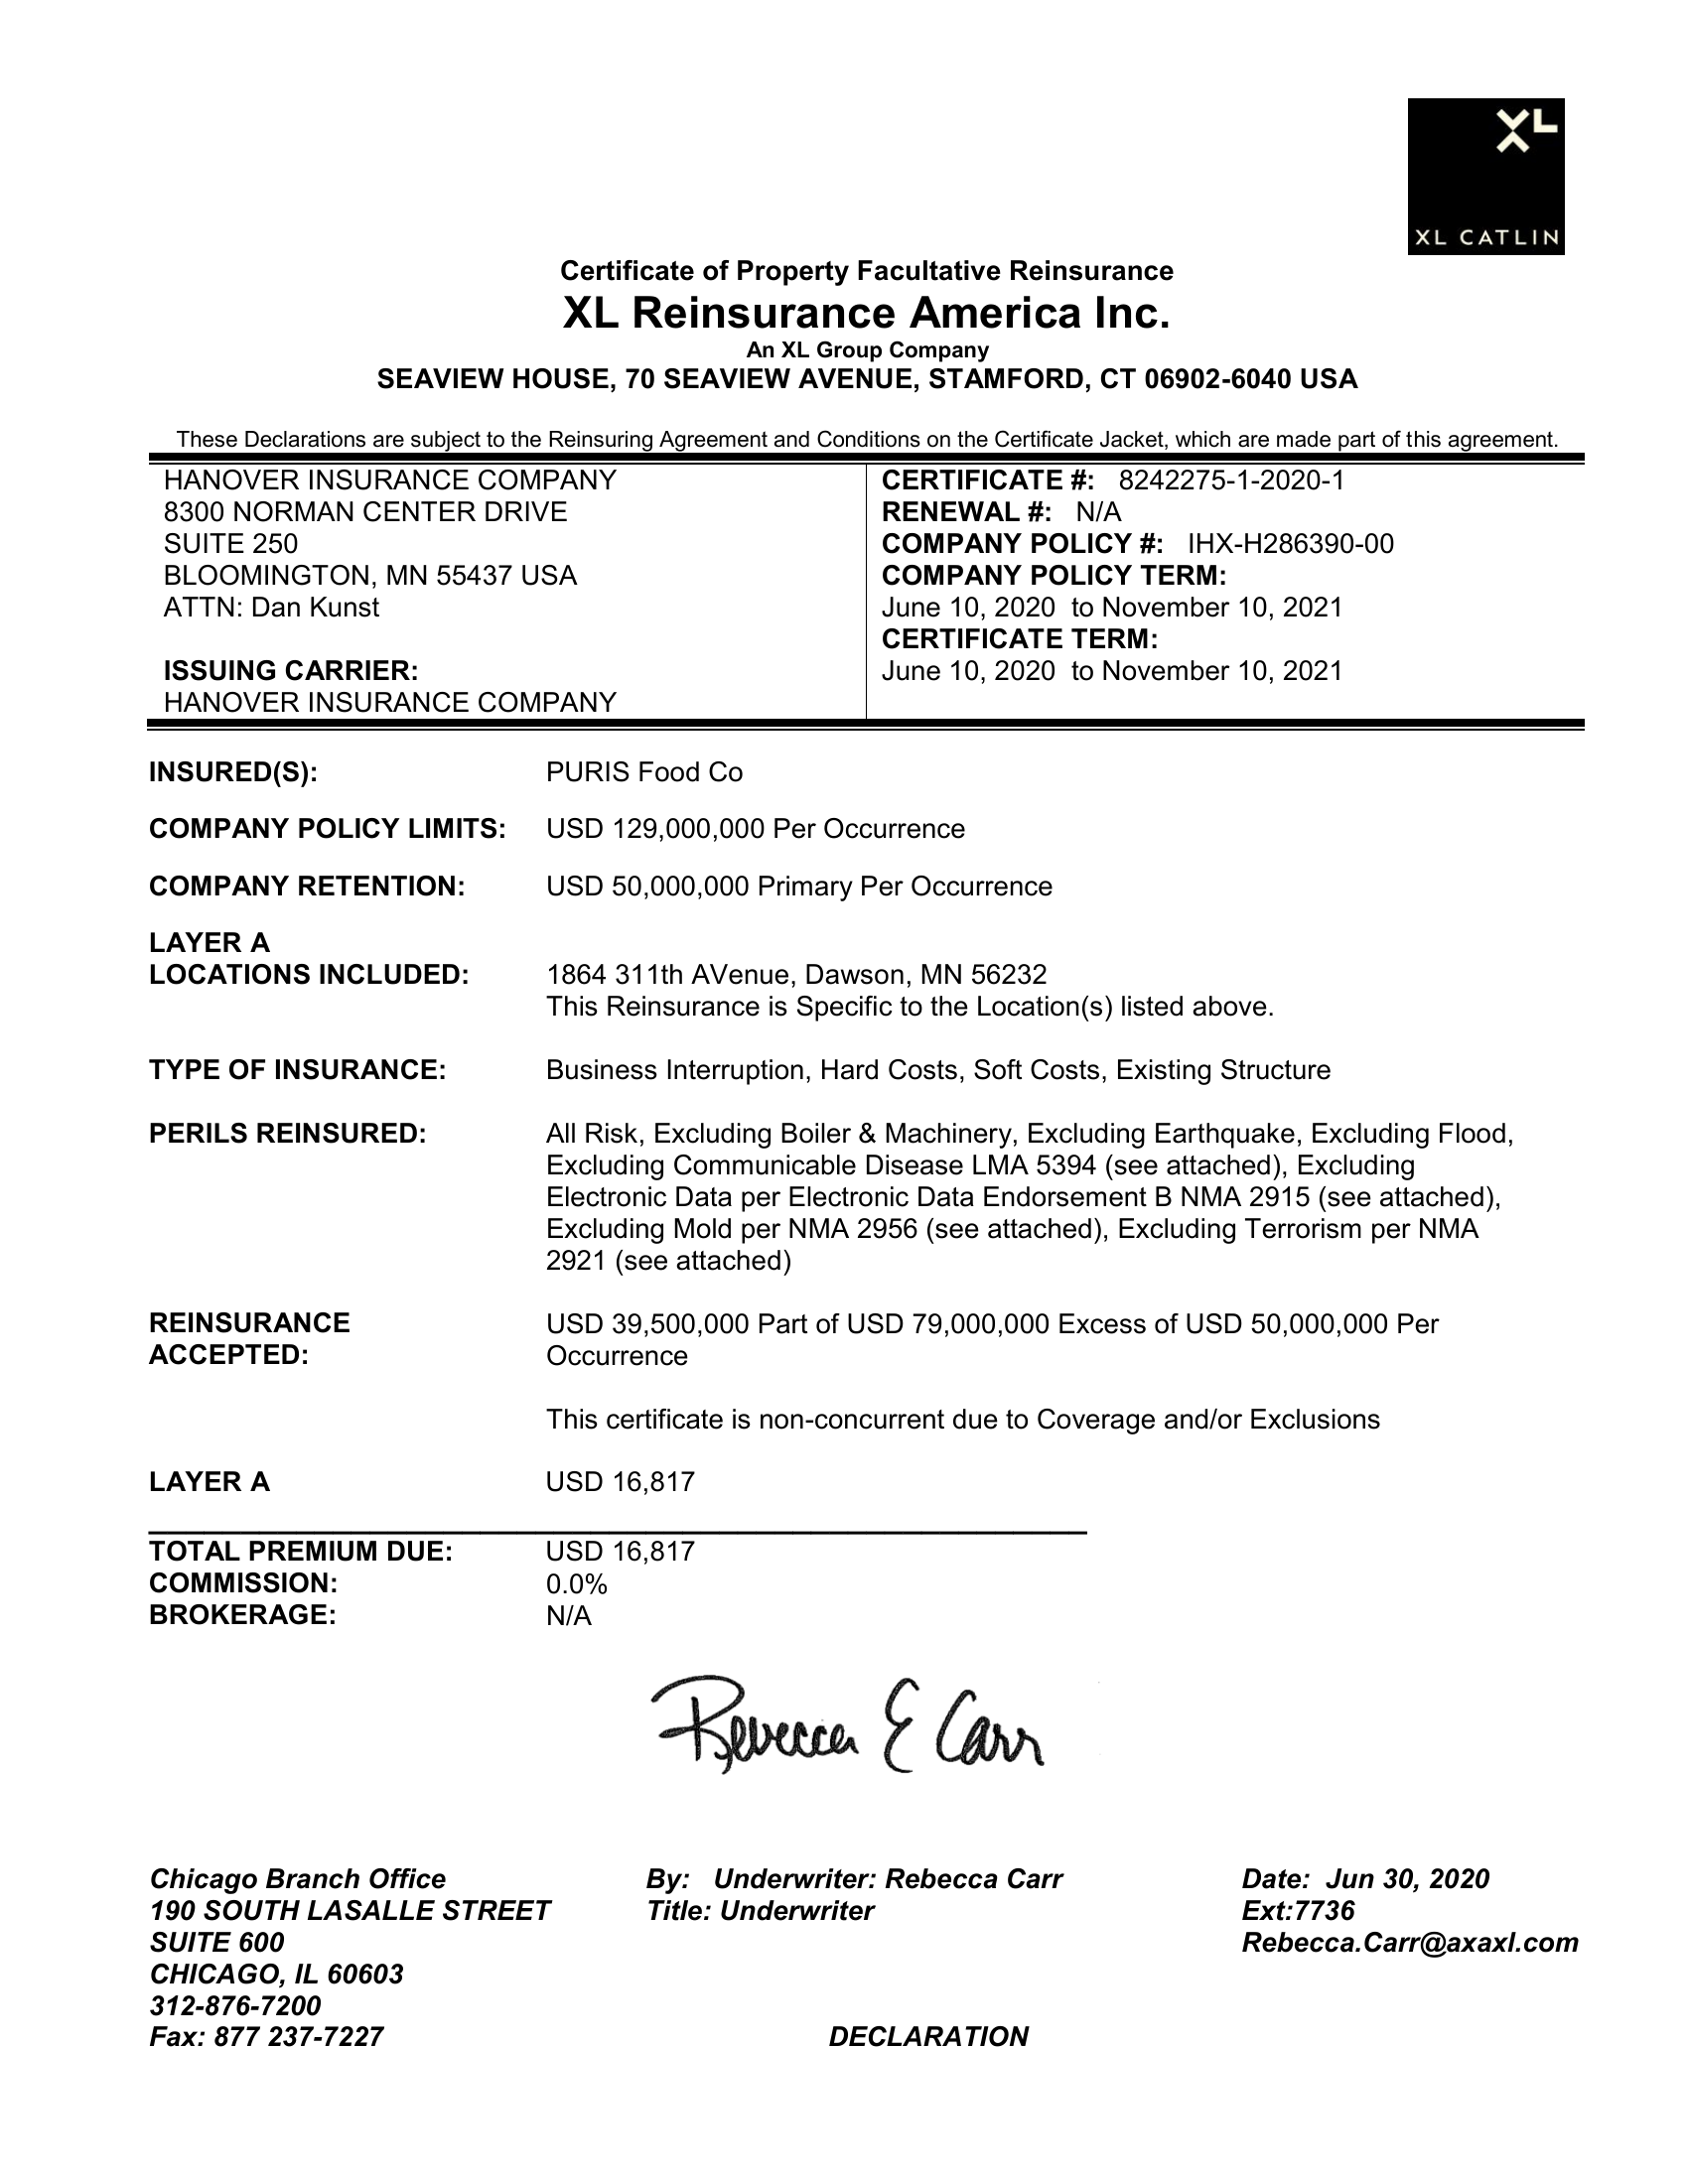 XL
XL CATLIN
Certificate of Property Facultative Reinsurance
XL Reinsurance America Inc.
An XL Group Company
SEAVIEW HOUSE, 70 SEAVIEW AVENUE, STAMFORD, CT 06902-6040 USA
These Declarations are subject to the Reinsuring Agreement and Conditions on the Certificate Jacket, which are made part of this agreement.
HANOVER INSURANCE COMPANY
8300 NORMAN CENTER DRIVE
SUITE 250
BLOOMINGTON, MN 55437 USA
ATTN: Dan Kunst
ISSUING CARRIER:
HANOVER INSURANCE COMPANY
CERTIFICATE #: 8242275-1-2020-1
RENEWAL #: N/A
COMPANY POLICY #: IHX-H286390-00
COMPANY POLICY TERM:
June 10, 2020 to November 10, 2021
CERTIFICATE TERM:
June 10, 2020 to November 10, 2021
INSURED(S): PURIS Food Co
COMPANY POLICY LIMITS: USD 129,000,000 Per Occurrence
COMPANY RETENTION: USD 50,000,000 Primary Per Occurrence
LAYER A
LOCATIONS INCLUDED: 1864 311th AVenue, Dawson, MN 56232
This Reinsurance is Specific to the Location(s) listed above.
TYPE OF INSURANCE: Business Interruption, Hard Costs, Soft Costs, Existing Structure
PERILS REINSURED: All Risk, Excluding Boiler & Machinery, Excluding Earthquake, Excluding Flood,
Excluding Communicable Disease LMA 5394 (see attached), Excluding
Electronic Data per Electronic Data Endorsement B NMA 2915 (see attached),
Excluding Mold per NMA 2956 (see attached), Excluding Terrorism per NMA
2921 (see attached)
REINSURANCE USD 39,500,000 Part of USD 79,000,000 Excess of USD 50,000,000 Per
ACCEPTED: Occurrence
This certificate is non-concurrent due to Coverage and/or Exclusions
LAYER A USD 16,817
TOTAL PREMIUM DUE: USD 16,817
COMMISSION: 0.0%
BROKERAGE: N/A
Rebecca E Carr
Chicago Branch Office By: Underwriter: Rebecca Carr Date: Jun 30, 2020
190 SOUTH LASALLE STREET Title: Underwriter Ext:7736
SUITE 600 Rebecca.Carr@axaxl.com
CHICAGO, IL 60603
312-876-7200
Fax: 877 237-7227 DECLARATION